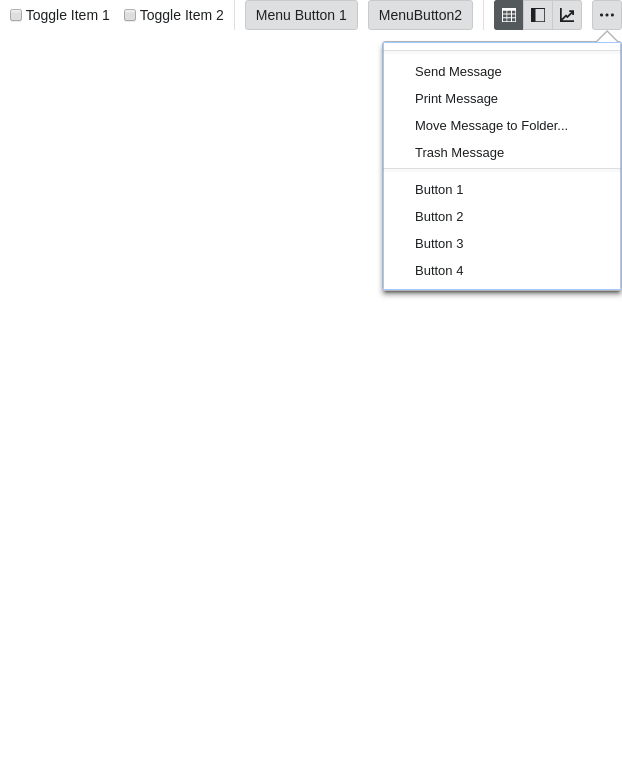 Toggle Item 1 Toggle Item 2 Menu Button 1 MenuButton2
Send Message
Print Message
Move Message to Folder...
Trash Message
Button 1
Button 2
Button 3
Button 4